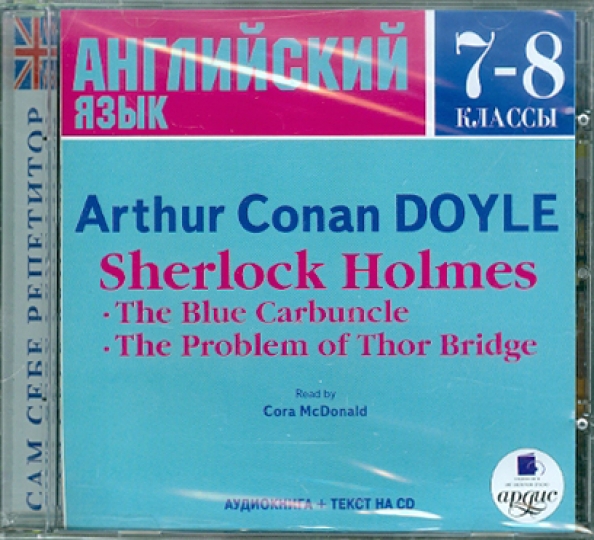 САМ СЕБЕ РЕПЕТИТОР
АНГЛИЙСКИЙ
ЯЗЫК
7-8
КЛАССЫ
Arthur Conan DOYLE
Sherlock Holmes
· The Blue Carbuncle
· The Problem of Thor Bridge
Read by
Cora McDonald
АУДИОКНИГА + ТЕКСТ НА CD
ардис